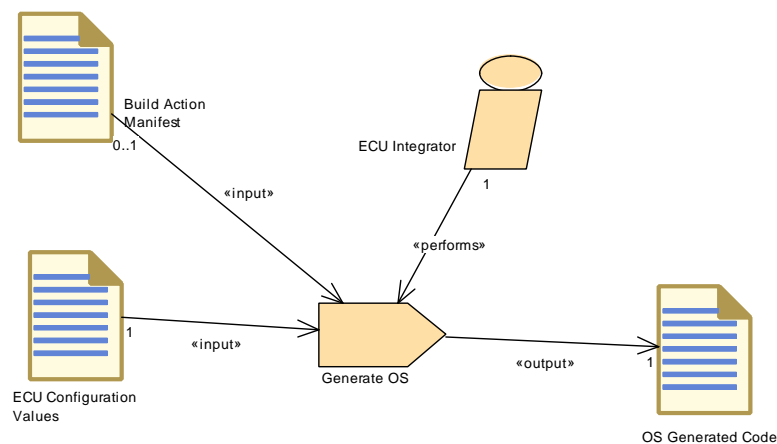 Build Action
Manifest
0..1
ECU Integrator
1
«input»
«performs»
1
«input»
Generate OS
«output»
1
ECU Configuration
Values
OS Generated Code